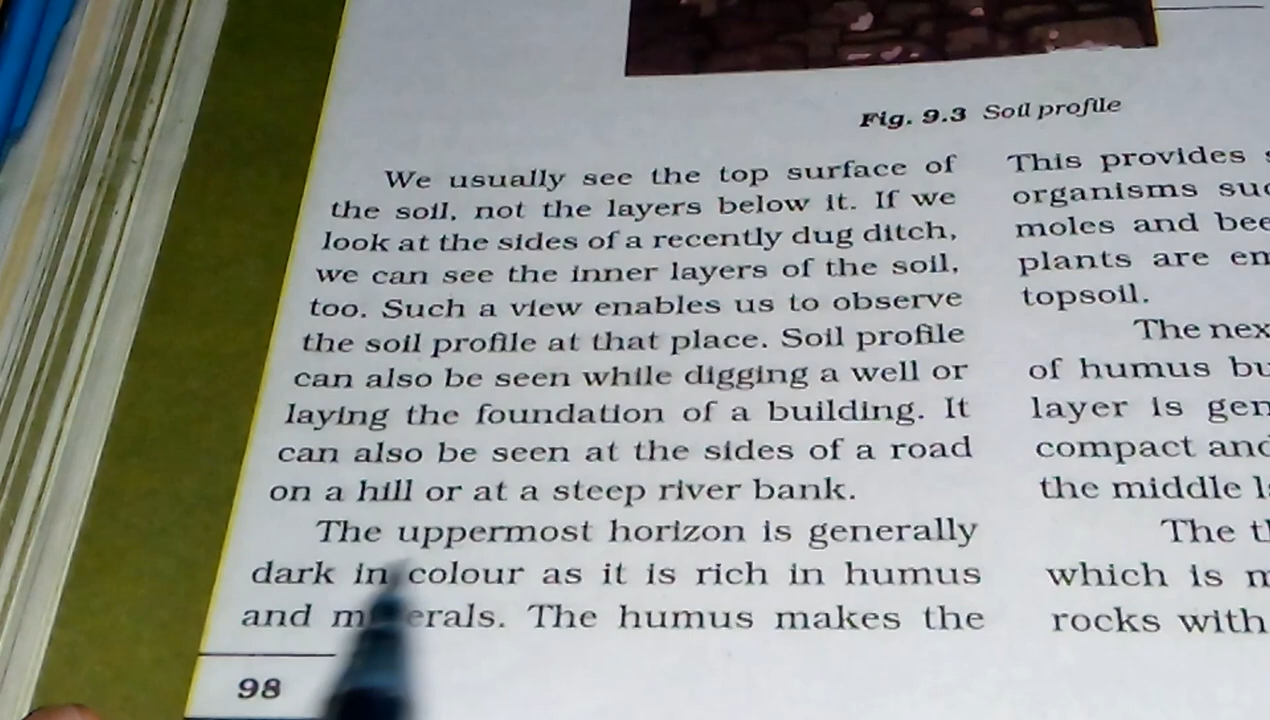 Fig. 9.3 Soil profile
We usually see the top surface of
the soil, not the layers below it. If we
look at the sides of a recently dug ditch,
we can see the inner layers of the soil,
too. Such a view enables us to observe
the soil profile at that place. Soil profile
can also be seen while digging a well or
laying the foundation of a building. It
can also be seen at the sides of a road
on a hill or at a steep river bank.
The uppermost horizon is generally
dark in colour as it is rich in humus
and The humus makes the
98
This provides
organisms
moles and
plants are
topsoil.
The
of humus
layer is
compact
the middle
The
which is
rocks with